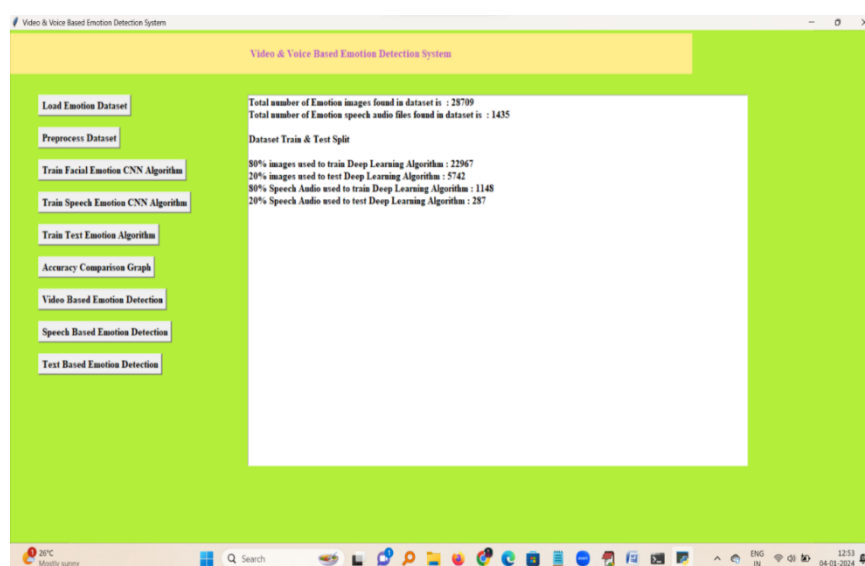 Video & Voice Based Emotion Detection System
Video & Voice Based Emotion Detection System
Load Emotion Dataset
Preprocess Dataset
Train Facial Emotion CNN Algorithm
Train Speech Emotion CNN Algorithm
Train Text Emotion Algorithm
Accuracy Comparison Graph
Video Based Emotion Detection
Speech Based Emotion Detection
Text Based Emotion Detection
Total number of Emotion images found in dataset is : 28709
Total number of Emotion speech audio files found in dataset is : 1435
Dataset Train & Test Split
80% images used to train Deep Learning Algorithm : 22967
20% images used to test Deep Learning Algorithm : 5742
80% Speech Audio used to train Deep Learning Algorithm : 1148
20% Speech Audio used to test Deep Learning Algorithm : 287
1
26°C
Mostly sunny
Search
ENG
IN
12:53
04-01-2024